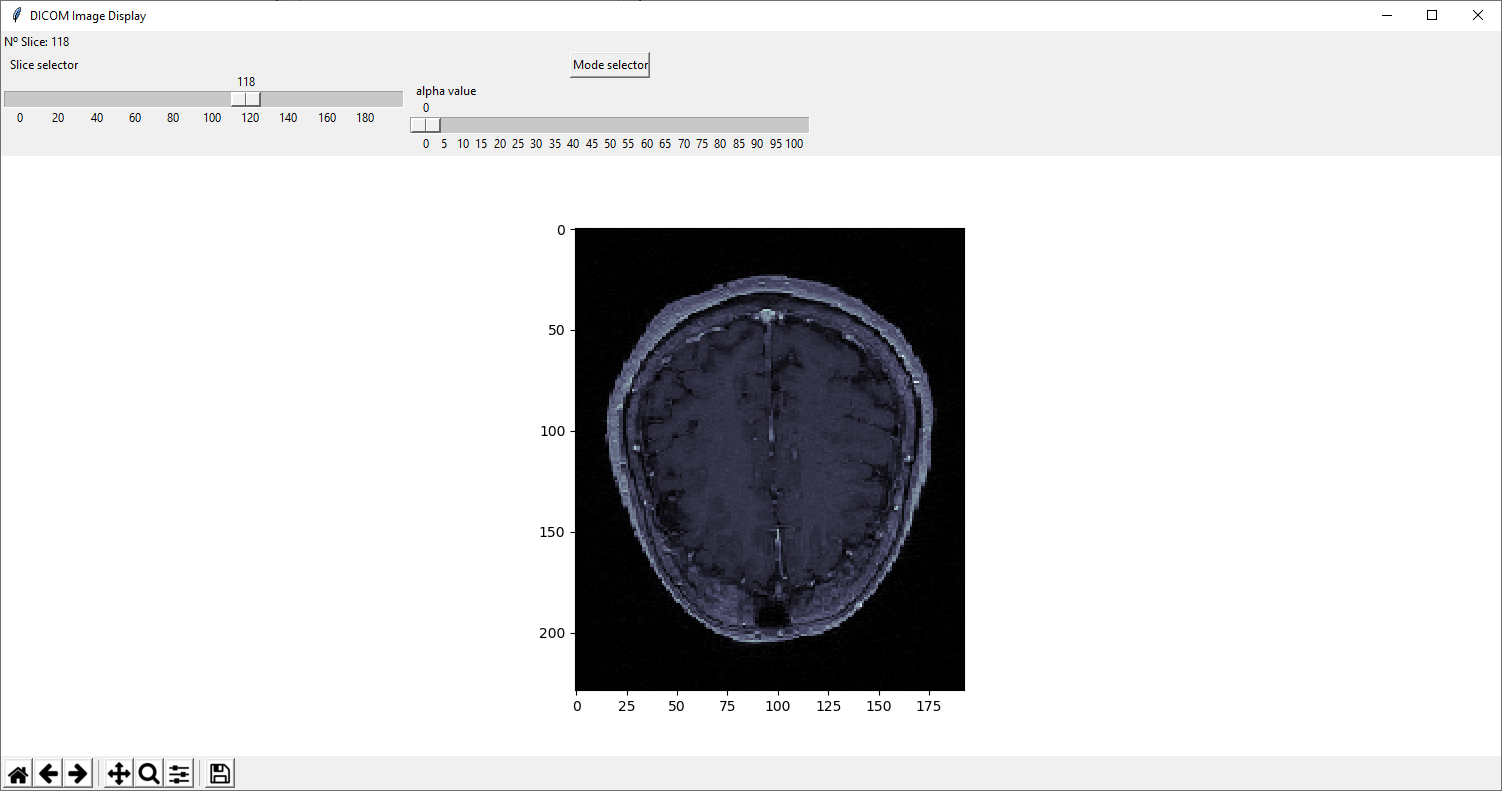 DICOM Image Display
Nº Slice: 118
Slice selector
Mode selector
118
alpha value
0 20 40 60 80 100 120 140 160 180
0
0 5 10 15 20 25 30 35 40 45 50 55 60 65 70 75 80 85 90 95 100
0
50
100
150
200
0 25 50 75 100 125 150 175